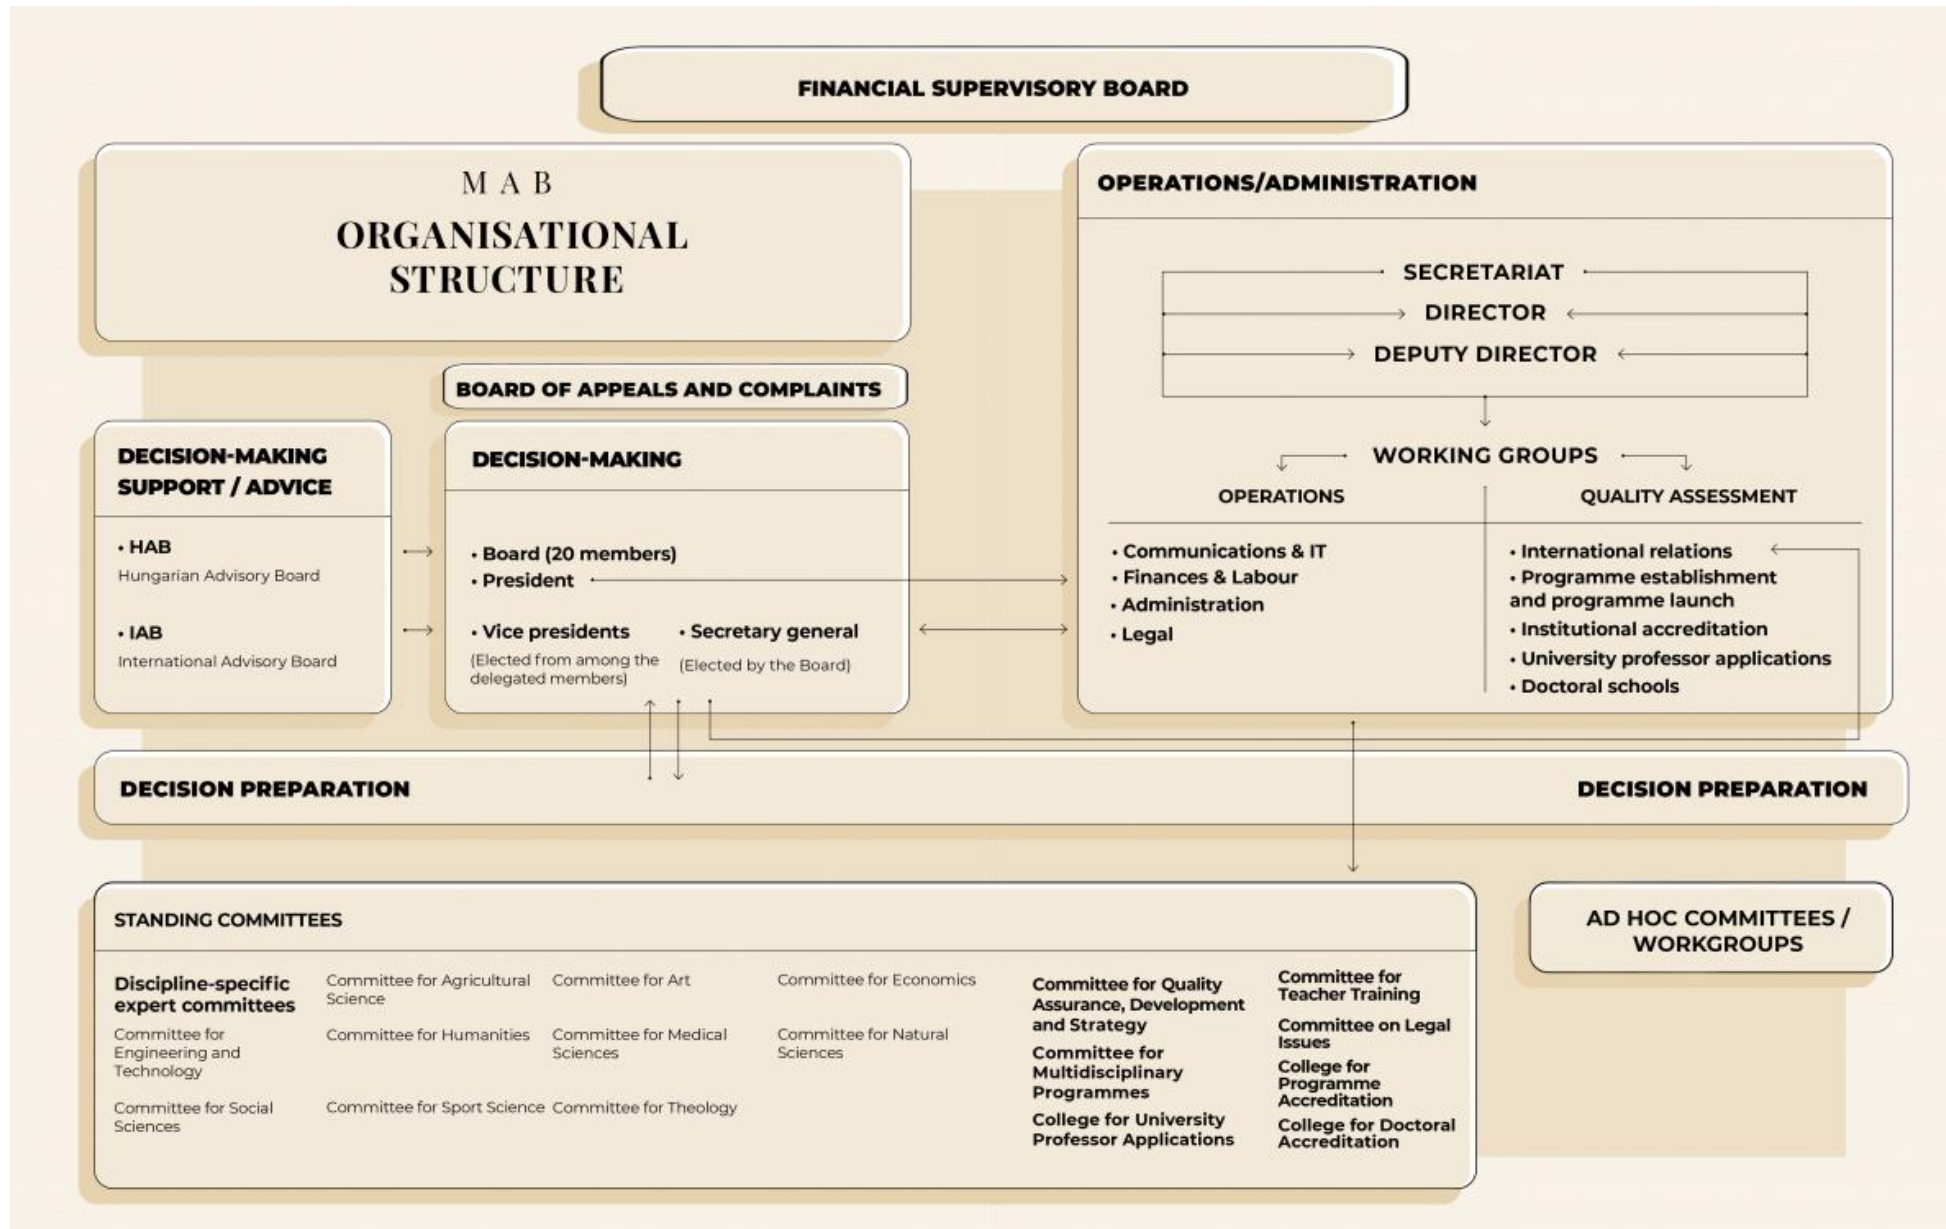 FINANCIAL SUPERVISORY BOARD
MAB
ORGANISATIONAL
STRUCTURE
BOARD OF APPEALS AND COMPLAINTS
DECISION-MAKING
SUPPORT / ADVICE
• HAB
Hungarian Advisory Board
• IAB
International Advisory Board
DECISION-MAKING
• Board (20 members)
• President
• Vice presidents
(Elected from among the
delegated members)
• Secretary general
(Elected by the Board)
OPERATIONS/ADMINISTRATION
SECRETARIAT
DIRECTOR
DEPUTY DIRECTOR
WORKING GROUPS
OPERATIONS
• Communications & IT
• Finances & Labour
• Administration
• Legal
QUALITY ASSESSMENT
• International relations
• Programme establishment
and programme launch
• Institutional accreditation
• University professor applications
• Doctoral schools
DECISION PREPARATION
DECISION PREPARATION
STANDING COMMITTEES
Discipline-specific
expert committees
Committee for Agricultural
Science
Committee for Art
Committee for Economics
Committee for
Engineering and
Technology
Committee for Humanities
Committee for Medical
Sciences
Committee for Natural
Sciences
Committee for Social
Sciences
Committee for Sport Science
Committee for Theology
Committee for Quality
Assurance, Development
and Strategy
Committee for
Multidisciplinary
Programmes
College for University
Professor Applications
Committee for
Teacher Training
Committee on Legal
Issues
College for
Programme
Accreditation
College for Doctoral
Accreditation
AD HOC COMMITTEES /
WORKGROUPS